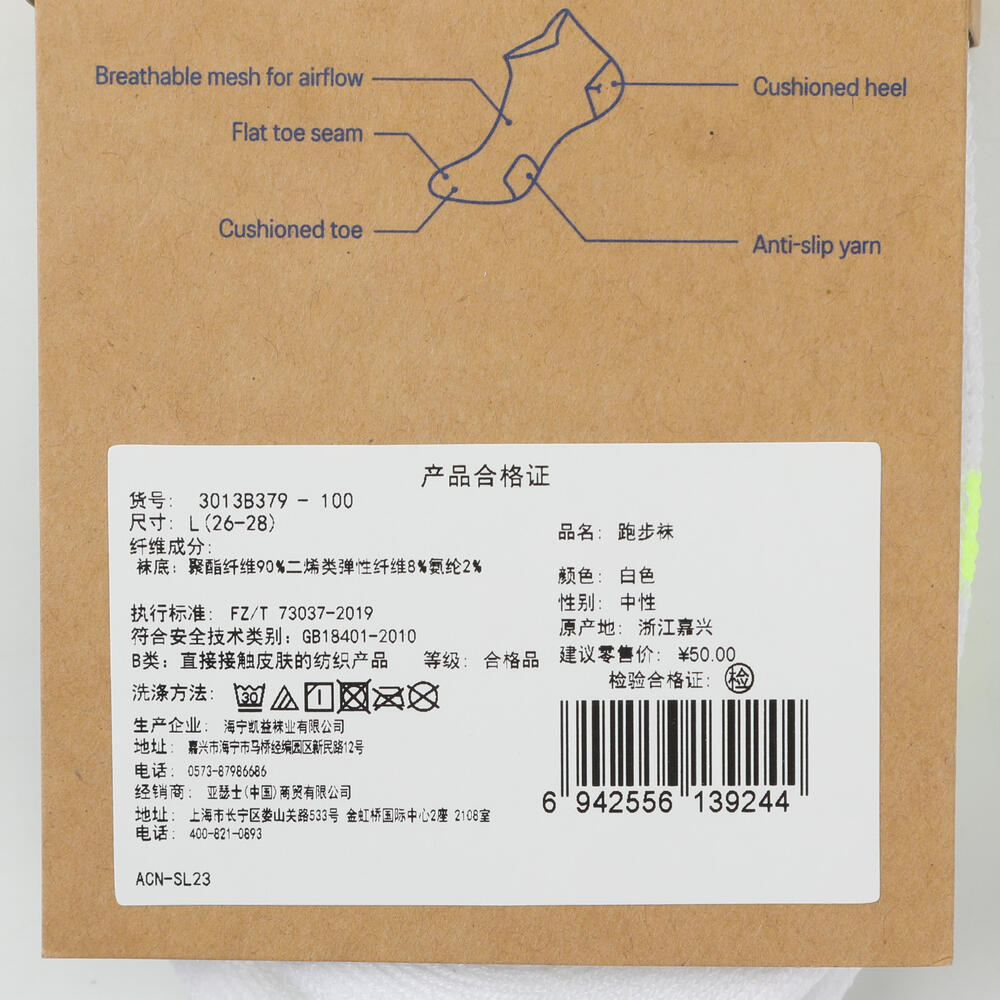 Breathable mesh for airflow
Cushioned heel
Flat toe seam
Cushioned toe
Anti-slip yarn
产品合格证
货号： 3013B379 - 100
尺寸： L(26-28)
纤维成分：
袜底：聚酯纤维90%二烯类弹性纤维8%氨纶2%
品名： 跑步袜
颜色： 白色
性别： 中性
原产地： 浙江嘉兴
建议零售价： ¥50.00
检验合格证： 检
执行标准： FZ/T 73037-2019
符合安全技术类别：GB18401-2010
B类：直接接触皮肤的纺织产品 等级： 合格品
洗涤方法： 30
生产企业： 海宁凯益袜业有限公司
地址： 嘉兴市海宁市马桥经编园区新民路12号
电话： 0573-87986686
经销商： 亚瑟士(中国)商贸有限公司
地址： 上海市长宁区娄山关路533号 金虹桥国际中心2座 2108室
电话： 400-821-0893
6 942556 139244
ACN-SL23